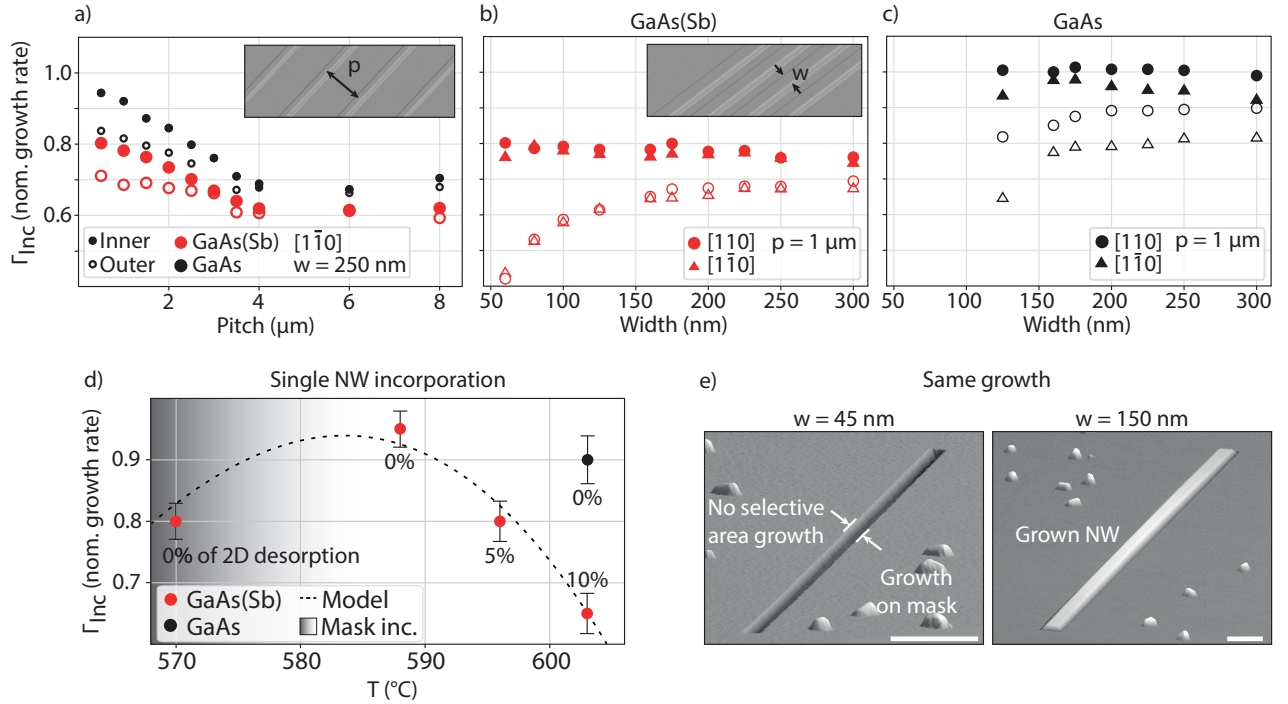 a)
Γ_Inc (nom. growth rate)
1.0
0.8
0.6
p
Inner
Outer
GaAs(Sb)
GaAs
[11̄0]
w = 250 nm
2
4
6
8
Pitch (µm)
b)
GaAs(Sb)
w
[110]
[11̄0]
p = 1 µm
50
100
150
200
250
300
Width (nm)
c)
GaAs
[110]
[11̄0]
p = 1 µm
50
100
150
200
250
300
Width (nm)
d)
Single NW incorporation
Γ_Inc (nom. growth rate)
0.9
0.8
0.7
0%
0%
0% of 2D desorption
5%
10%
GaAs(Sb)
GaAs
Model
Mask inc.
570
580
590
600
T (°C)
e)
Same growth
w = 45 nm
No selective
area growth
Growth
on mask
w = 150 nm
Grown NW